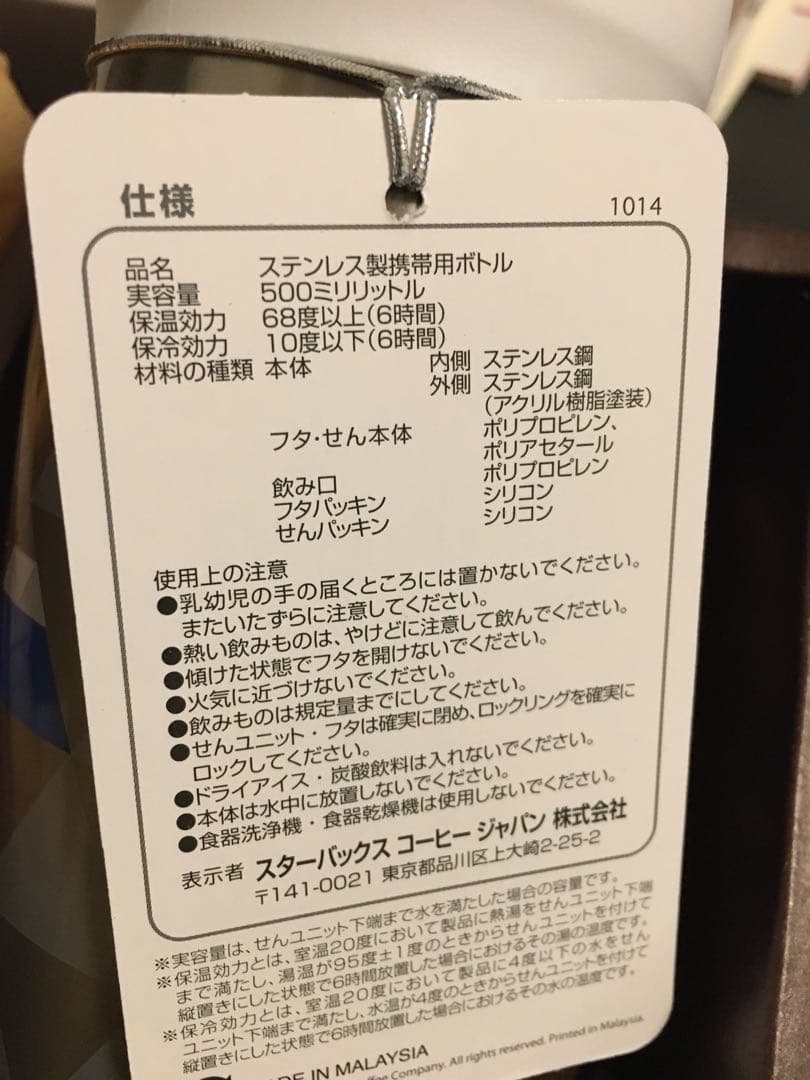 仕様
1014
品名 ステンレス製携帯用ボトル
実容量 500ミリリットル
保温効力 68度以上(6時間)
保冷効力 10度以下(6時間)
材料の種類 本体 内側 ステンレス鋼
外側 ステンレス鋼
(アクリル樹脂塗装)
フタ・せん本体 ポリプロピレン、
ポリアセタール
飲み口 ポリプロピレン
フタパッキン シリコン
せんパッキン シリコン
使用上の注意
●乳幼児の手の届くところには置かないでください。
またいたずらに注意してください。
●熱い飲みものは、やけどに注意して飲んでください。
●傾けた状態でフタを開けないでください。
●火気に近づけないでください。
●飲みものは規定量までにしてください。
●せんユニット・フタは確実に閉め、ロックリングを確実に
ロックしてください。
●ドライアイス・炭酸飲料は入れないでください。
●本体は水中に放置しないでください。
●食器洗浄機・食器乾燥機は使用しないでください。
表示者 スターバックス コーヒー ジャパン 株式会社
〒141-0021 東京都品川区上大崎2-25-2
※実容量は、せんユニット下端まで水を満たした場合の容量です。
※保温効力とは、室温20度において製品に熱湯をせんユニット下端
まで満たし、湯温が95度±1度のときからせんユニットを付けて
縦置きにした状態で6時間放置した場合におけるその湯の温度です。
※保冷効力とは、室温20度において製品に4度以下の水をせん
ユニット下端まで満たし、水温が4度のときからせんユニットを付けて
縦置きにした状態で6時間放置した場合におけるその水の温度です。
IN MALAYSIA
Company. All rights reserved. Printed in Malaysia.